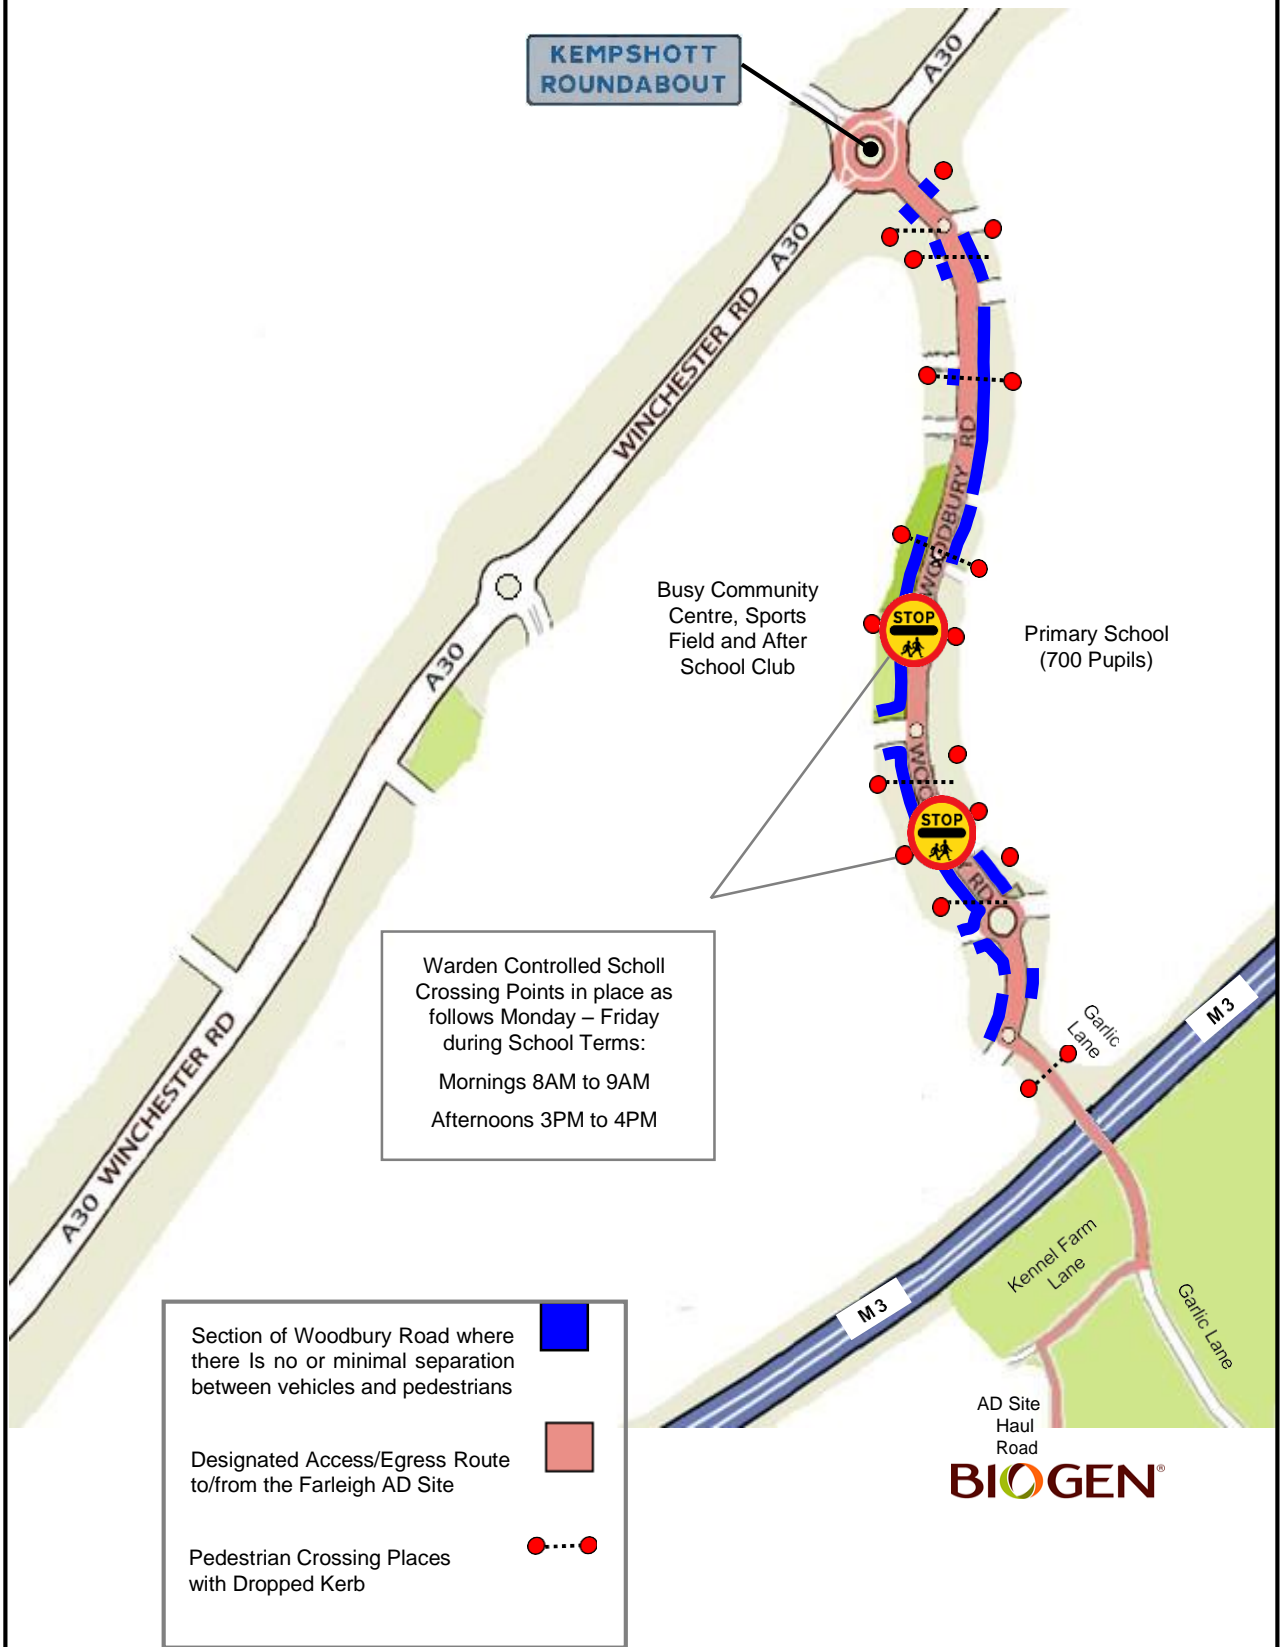 KEMPSHOTT
ROUNDABOUT
A30
A30
WINCHESTER RD
WOODBURY RD
Busy Community
Centre, Sports
Field and After
School Club
STOP
Primary School
(700 Pupils)
A30
STOP
RD
Warden Controlled Scholl
Crossing Points in place as
follows Monday – Friday
during School Terms:
Mornings 8AM to 9AM
Afternoons 3PM to 4PM
Garlic
Lane
M 3
A30 WINCHESTER RD
Kennel Farm
Lane
Garlic Lane
M 3
Section of Woodbury Road where
there Is no or minimal separation
between vehicles and pedestrians
Designated Access/Egress Route
to/from the Farleigh AD Site
Pedestrian Crossing Places
with Dropped Kerb
AD Site
Haul
Road
BIOGEN®